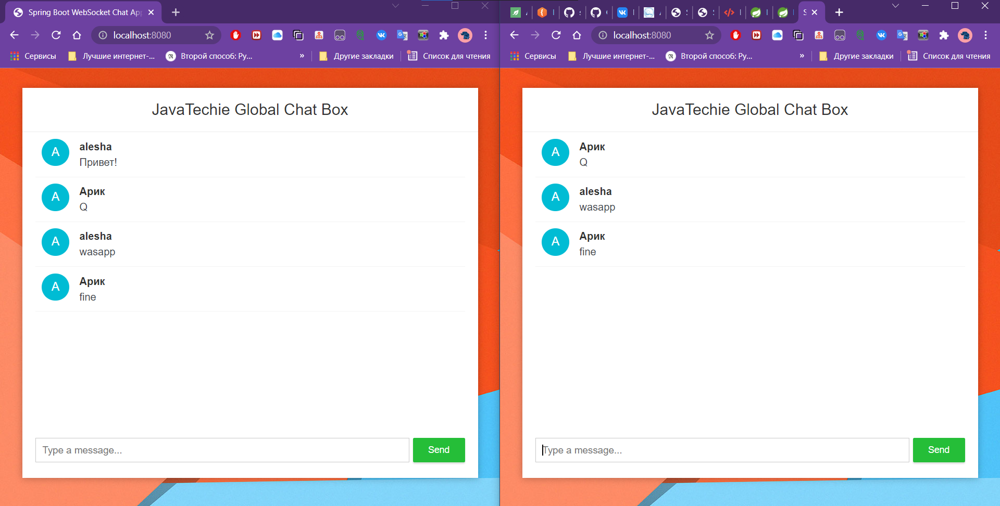 Spring Boot WebSocket Chat App
localhost:8080
Сервисы
Лучшие интернет-...
Второй способ: Ру...
»
Другие закладки
Список для чтения
JavaTechie Global Chat Box
A
alesha
Привет!
А
Арик
Q
A
alesha
wasapp
А
Арик
fine
Type a message...
Send
localhost:8080
Сервисы
Лучшие интернет-...
Второй способ: Ру...
»
Другие закладки
Список для чтения
JavaTechie Global Chat Box
А
Арик
Q
A
alesha
wasapp
А
Арик
fine
Type a message...
Send